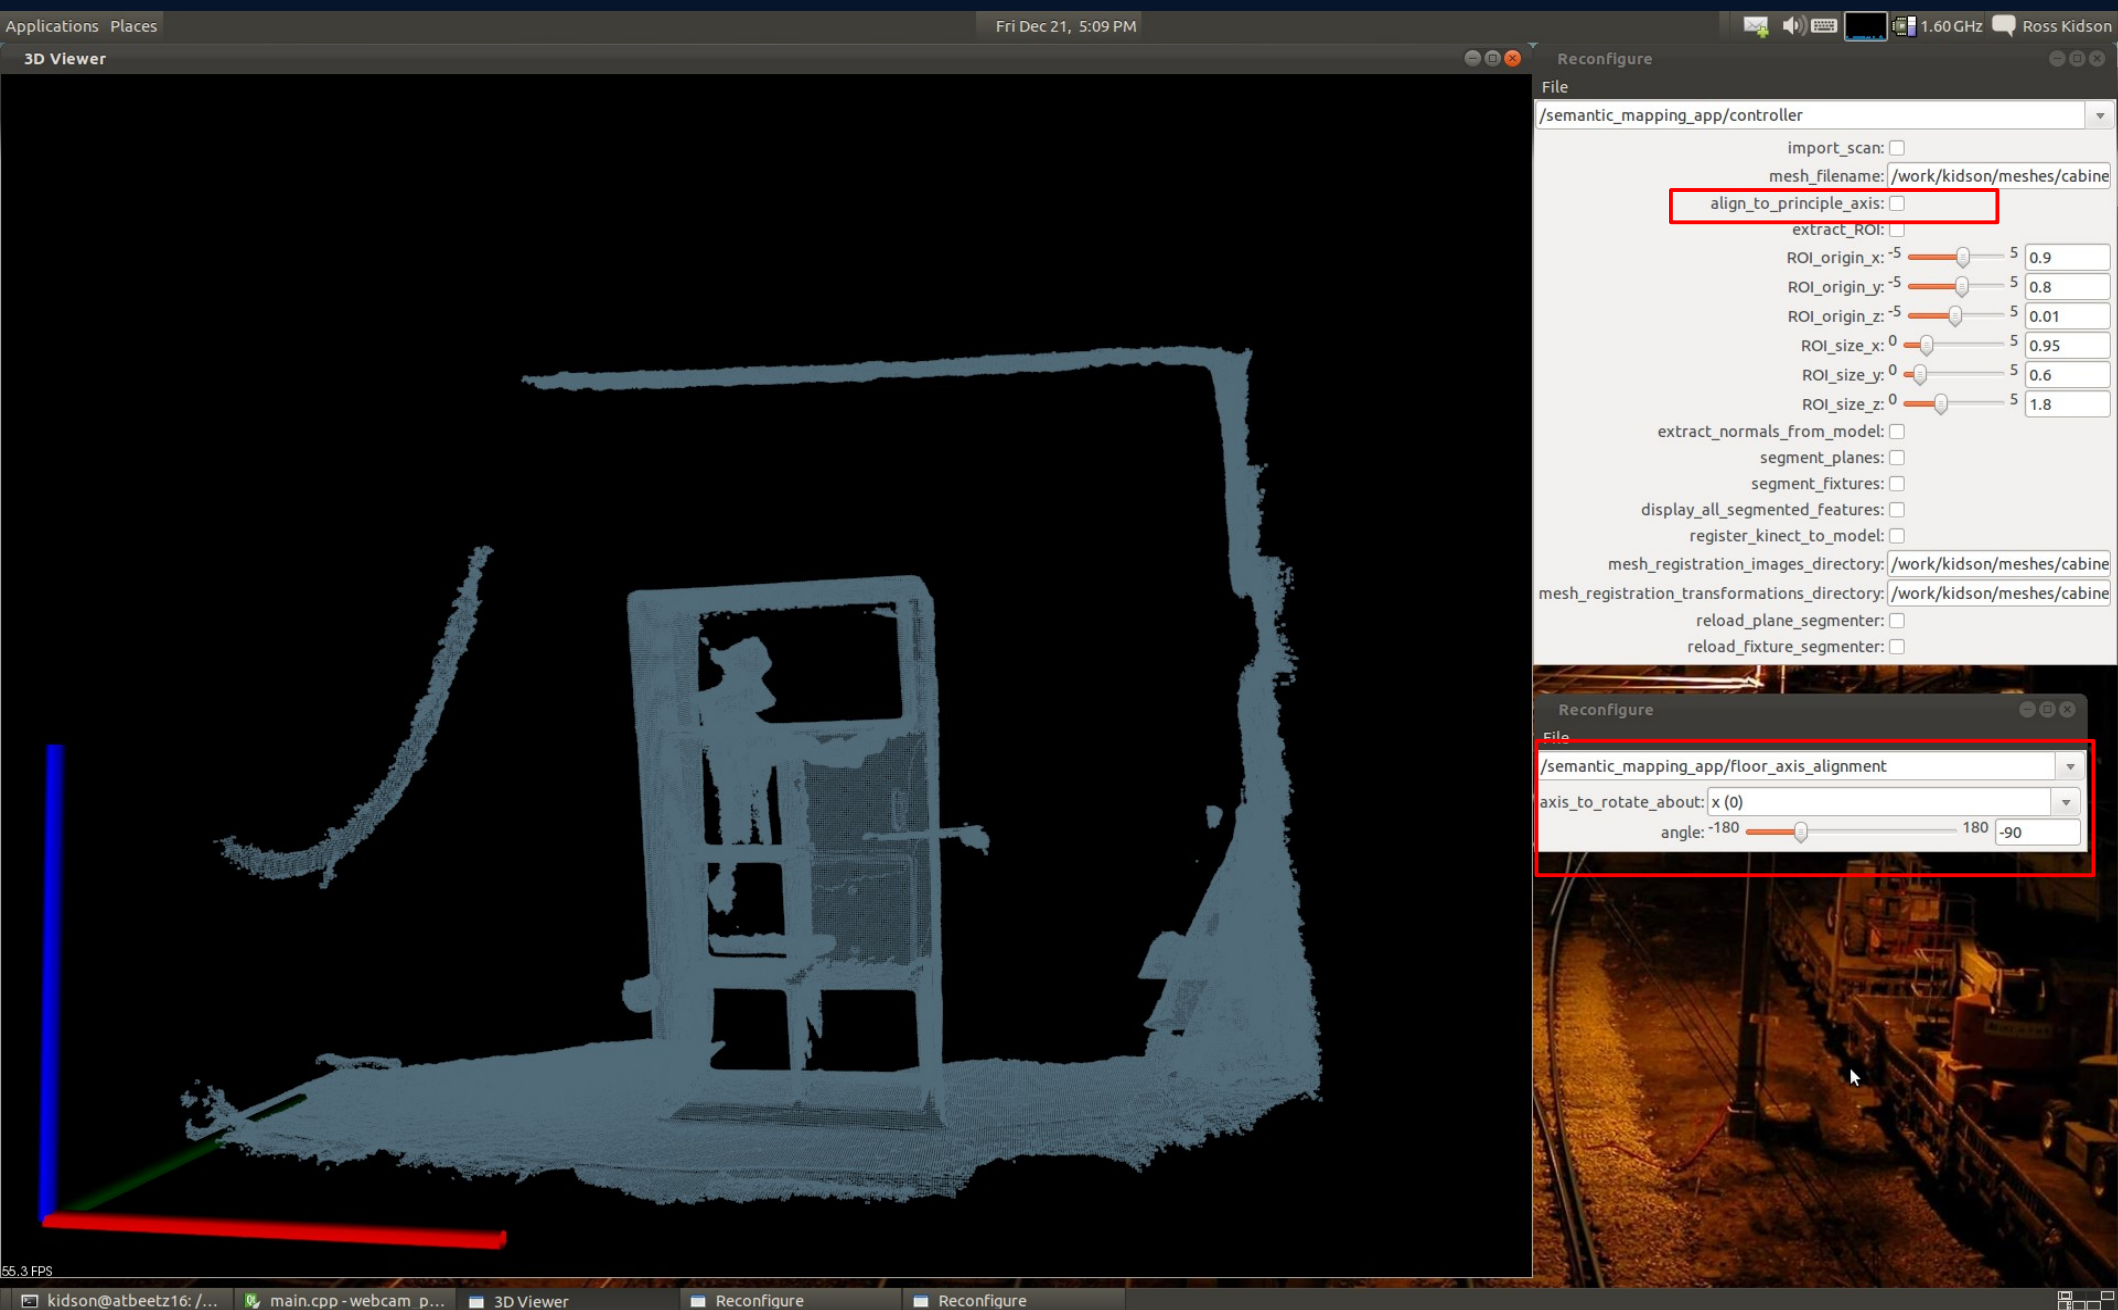 Applications Places
Fri Dec 21, 5:09 PM
1.60 GHz
Ross Kidson
3D Viewer
Reconfigure
File
/semantic_mapping_app/controller
import_scan:
mesh_filename: /work/kidson/meshes/cabine
align_to_principle_axis:
extract_ROI:
ROI_origin_x: -5 5 0.9
ROI_origin_y: -5 5 0.8
ROI_origin_z: -5 5 0.01
ROI_size_x: 0 5 0.95
ROI_size_y: 0 5 0.6
ROI_size_z: 0 5 1.8
extract_normals_from_model:
segment_planes:
segment_fixtures:
display_all_segmented_features:
register_kinect_to_model:
mesh_registration_images_directory: /work/kidson/meshes/cabine
mesh_registration_transformations_directory: /work/kidson/meshes/cabine
reload_plane_segmenter:
reload_fixture_segmenter:
Reconfigure
File
/semantic_mapping_app/floor_axis_alignment
axis_to_rotate_about: x (0)
angle: -180 180 -90
55.3 FPS
kidson@atbeetz16: /... main.cpp - webcam_p... 3D Viewer Reconfigure Reconfigure